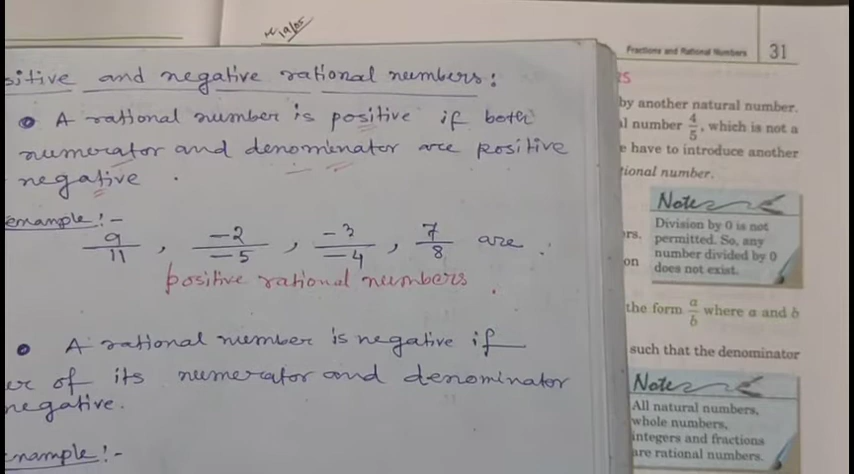 Fractions and Rational Numbers 31
sitive and negative rational numbers:
A rational number is positive if both
numerator and denominator are positive
negative.
example:-
9/11, -2/-5, -3/-4, 7/8 are
positive rational numbers.
A rational number is negative if
er of its numerator and denominator
negative.
example:-
RS
by another natural number.
al number 4/5, which is not a
e have to introduce another
tional number.
Note
Division by 0 is not
permitted. So, any
number divided by 0
does not exist.
rs.
on
the form a/b where a and b
such that the denominator
Note
All natural numbers,
whole numbers,
integers and fractions
are rational numbers.